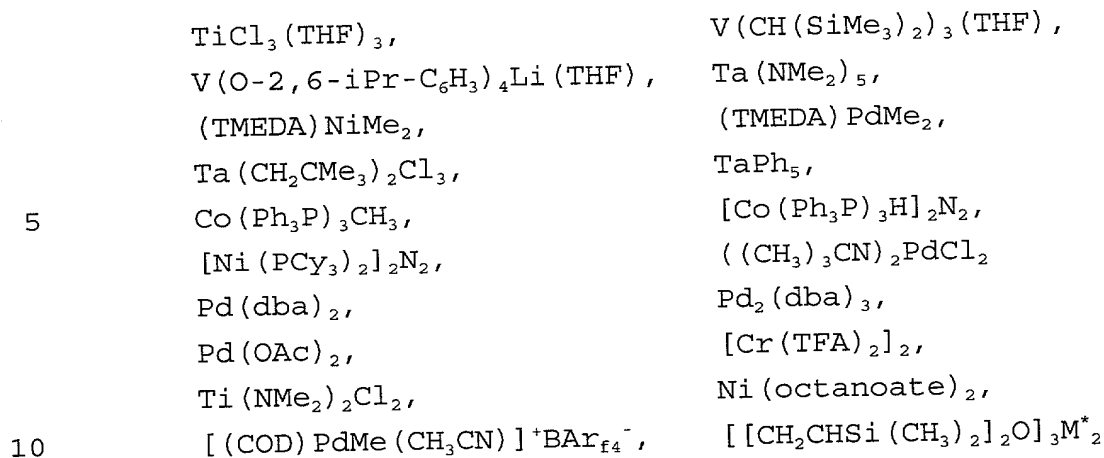 TiCl₃(THF)₃, V(CH(SiMe₃)₂)₃(THF),
V(O-2,6-iPr-C₆H₃)₄Li(THF), Ta(NMe₂)₅,
(TMEDA)NiMe₂, (TMEDA)PdMe₂,
Ta(CH₂CMe₃)₂Cl₃, TaPh₅,
5 Co(Ph₃P)₃CH₃, [Co(Ph₃P)₃H]₂N₂,
[Ni(PCy₃)₂]₂N₂, ((CH₃)₃CN)₂PdCl₂
Pd(dba)₂, Pd₂(dba)₃,
Pd(OAc)₂, [Cr(TFA)₂]₂,
Ti(NMe₂)₂Cl₂, Ni(octanoate)₂,
10 [(COD)PdMe(CH₃CN)]⁺BAr_f₄⁻, [[CH₂CHSi(CH₃)₂]₂O]₃M*₂